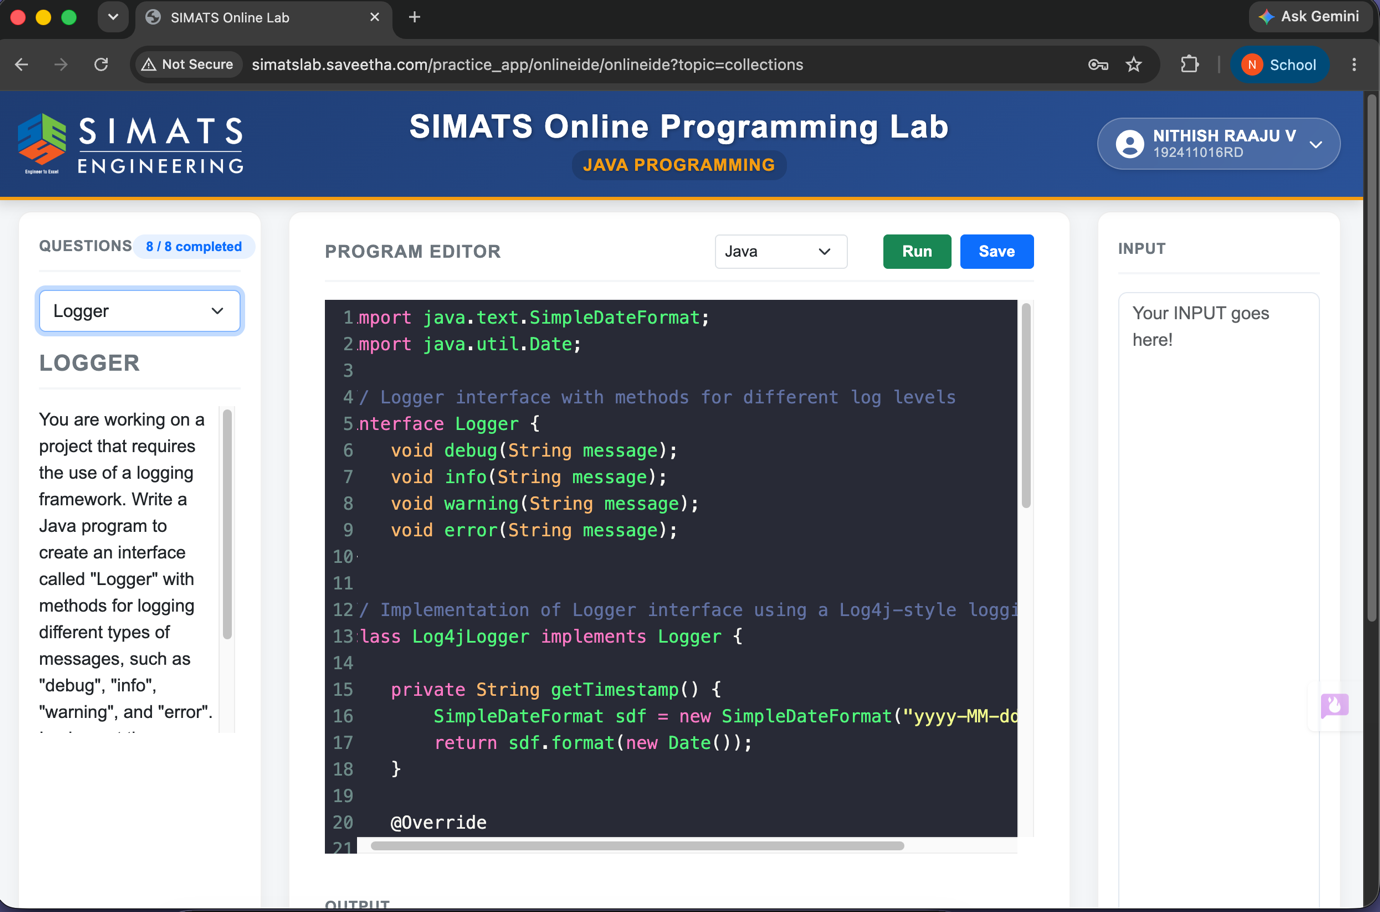 SIMATS Online Lab
Ask Gemini
Not Secure
simatslab.saveetha.com/practice_app/onlineide/onlineide?topic=collections
N School
SIMATS
ENGINEERING
Engineer to Excel
SIMATS Online Programming Lab
JAVA PROGRAMMING
NITHISH RAAJU V
192411016RD
QUESTIONS 8 / 8 completed
Logger
LOGGER
You are working on a
project that requires
the use of a logging
framework. Write a
Java program to
create an interface
called "Logger" with
methods for logging
different types of
messages, such as
"debug", "info",
"warning", and "error".
PROGRAM EDITOR
Java
Run
Save
1 mport java.text.SimpleDateFormat;
2 mport java.util.Date;
3
4 / Logger interface with methods for different log levels
5 nterface Logger {
6 void debug(String message);
7 void info(String message);
8 void warning(String message);
9 void error(String message);
10
11
12 / Implementation of Logger interface using a Log4j-style loggi
13 lass Log4jLogger implements Logger {
14
15 private String getTimestamp() {
16 SimpleDateFormat sdf = new SimpleDateFormat("yyyy-MM-dd
17 return sdf.format(new Date());
18 }
19
20 @Override
21
OUTPUT
INPUT
Your INPUT goes
here!